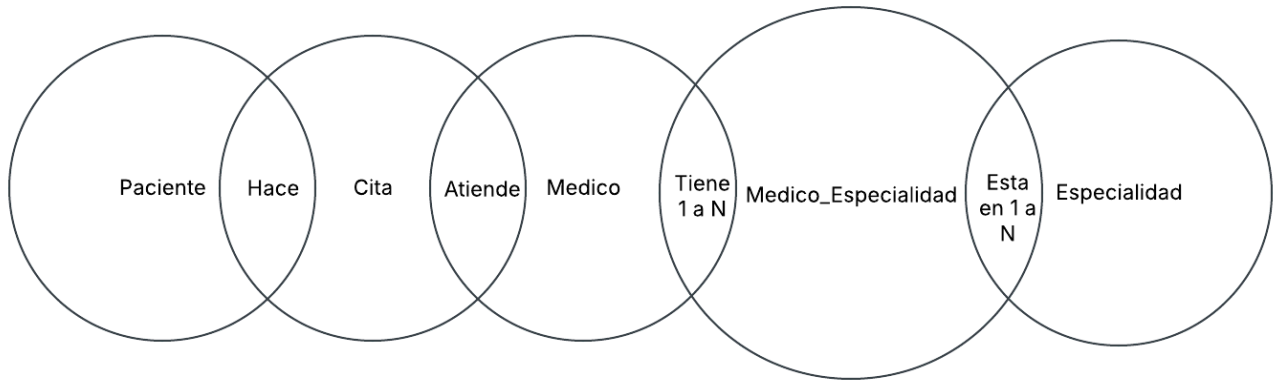 Paciente
Hace
Cita
Atiende
Medico
Tiene
1 a N
Medico_Especialidad
Esta
en 1 a
N
Especialidad